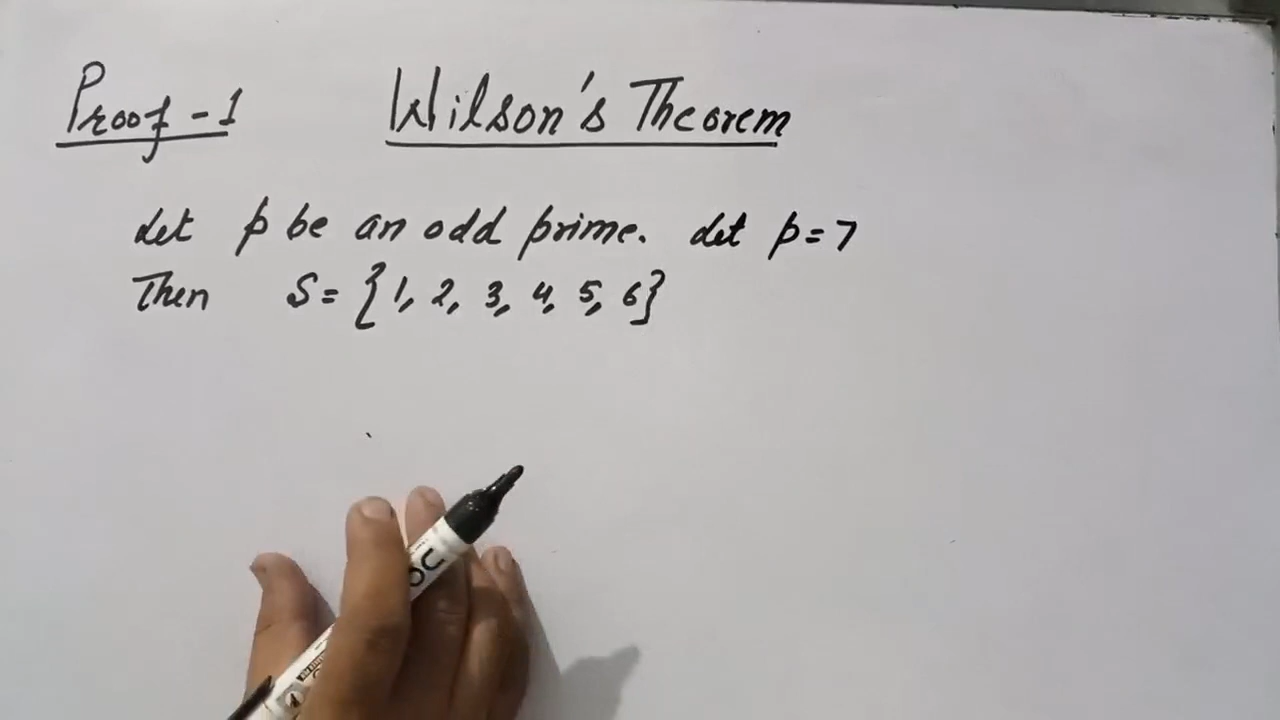 Proof - 1 Wilson's Theorem
Let p be an odd prime. Let p = 7
Then S = {1, 2, 3, 4, 5, 6}